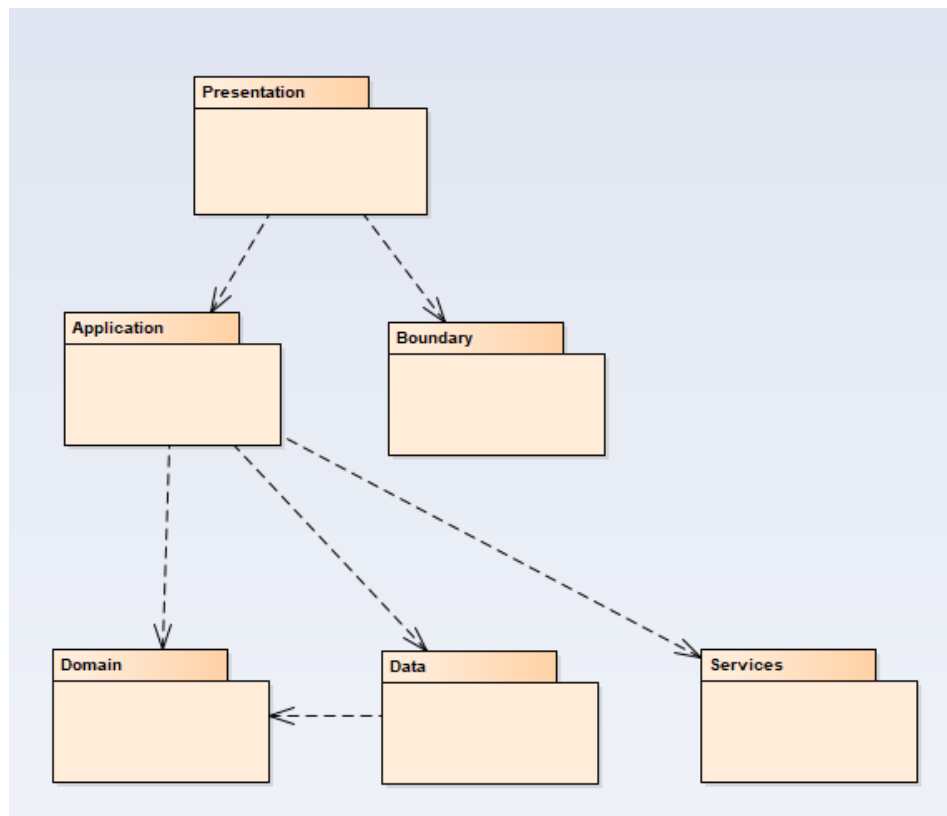 Presentation
Application
Boundary
Domain
Data
Services